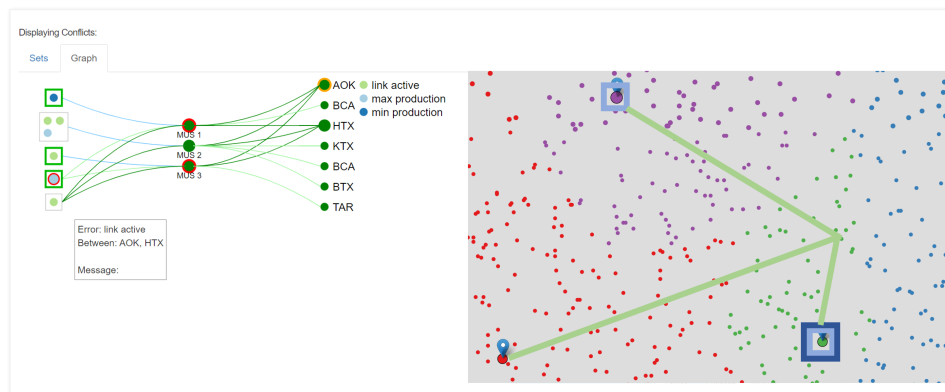 Displaying Conflicts:
Sets
Graph
AOK
BCA
HTX
KTX
BCA
BTX
TAR
link active
max production
min production
MUS 1
MUS 2
MUS 3
Error: link active
Between: AOK, HTX
Message: